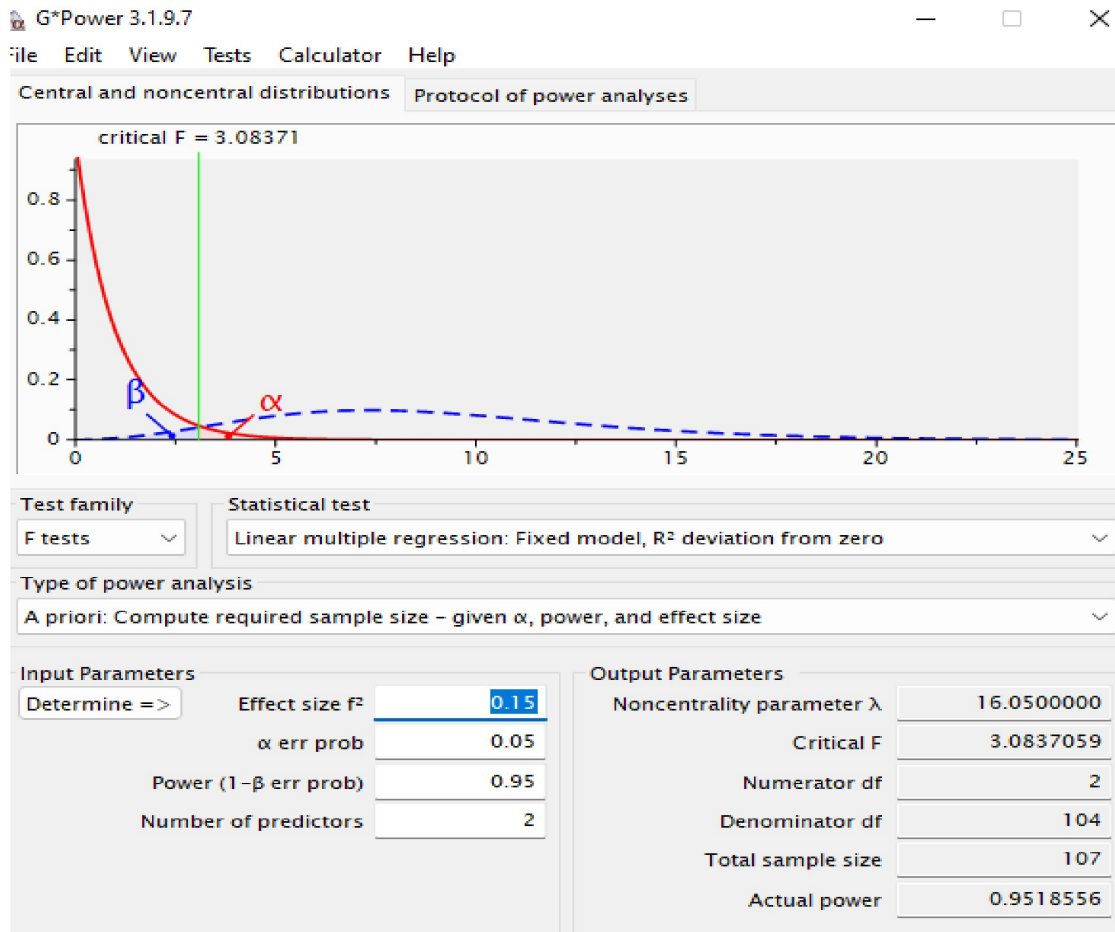 G*Power 3.1.9.7
File Edit View Tests Calculator Help
Central and noncentral distributions Protocol of power analyses
critical F = 3.08371
0.8
0.6
0.4
0.2
0
β
α
0 5 10 15 20 25
Test family Statistical test
F tests Linear multiple regression: Fixed model, R² deviation from zero
Type of power analysis
A priori: Compute required sample size – given α, power, and effect size
Input Parameters Output Parameters
Determine => Effect size f² 0.15 Noncentrality parameter λ 16.0500000
α err prob 0.05 Critical F 3.0837059
Power (1-β err prob) 0.95 Numerator df 2
Number of predictors 2 Denominator df 104
Total sample size 107
Actual power 0.9518556